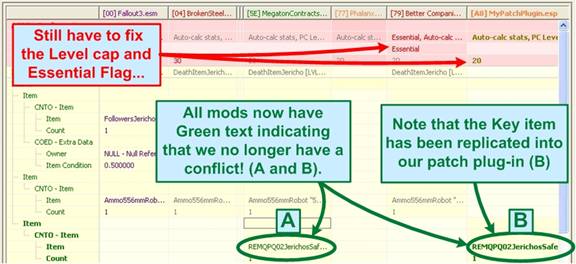 [00] Fallout3.esm [04] BrokenSteel... [5E] MegatonContracts... [77] Phalanx... [79] Better Compani... [A8] MyPatchPlugin.esp
Still have to fix
the Level cap and
Essential Flag...
Auto-calc stats, PC Le... Auto-calc stats Essential, Auto-calc ... Auto-calc stats, PC Level
Essential
30 30 20
DeathItemJericho [LVL... DeathItemJericho [LVL...
Item
CNTO - Item
Item FollowersJericho
Count 1
COED - Extra Data
Owner NULL - Null Refe
Item Condition 0.500000
All mods now have
Green text indicating
that we no longer have a
conflict! (A and B).
Note that the Key item
has been replicated into
our patch plug-in (B)
Item
CNTO - Item
Item Ammo556mmRob... Ammo556mmRobot "5... Ammo556mmRobot "...
Count 1 1 1
A B
Item
CNTO - Item
Item REMQPQ02JerichosSaf... REMQPQ02JerichosSafe
Count 1 1